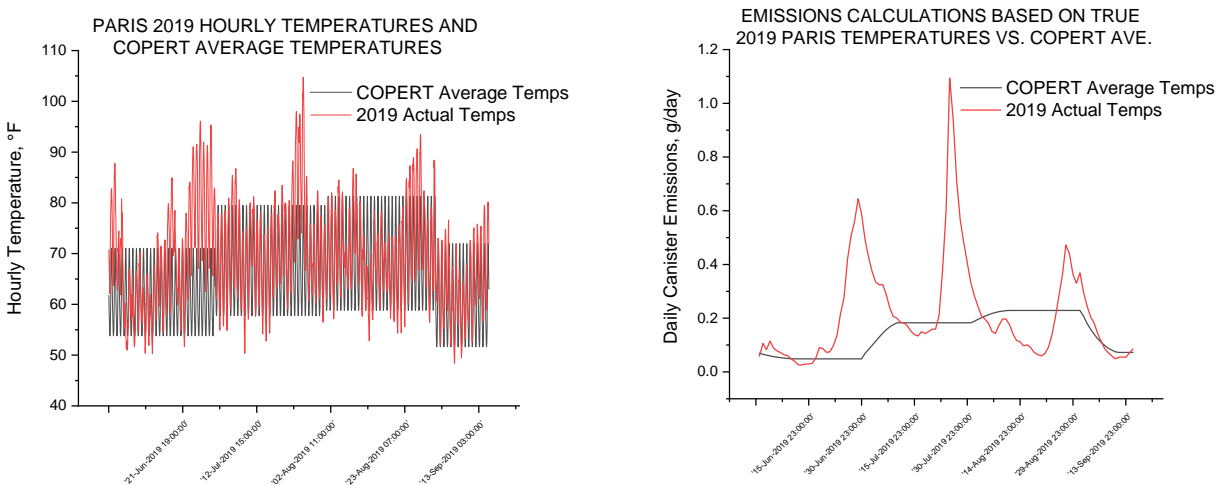 PARIS 2019 HOURLY TEMPERATURES AND
COPERT AVERAGE TEMPERATURES
110
100
90
80
70
60
50
40
Hourly Temperature, °F
COPERT Average Temps
2019 Actual Temps
'21-Jun-2019 19:00:00'
'12-Jul-2019 15:00:00'
'02-Aug-2019 11:00:00'
'23-Aug-2019 07:00:00'
'13-Sep-2019 03:00:00'
EMISSIONS CALCULATIONS BASED ON TRUE
2019 PARIS TEMPERATURES VS. COPERT AVE.
1.2
1.0
0.8
0.6
0.4
0.2
0.0
Daily Canister Emissions, g/day
COPERT Average Temps
2019 Actual Temps
'15-Jun-2019 23:00:00'
'30-Jun-2019 23:00:00'
'15-Jul-2019 23:00:00'
'30-Jul-2019 23:00:00'
'14-Aug-2019 23:00:00'
'29-Aug-2019 23:00:00'
'13-Sep-2019 23:00:00'